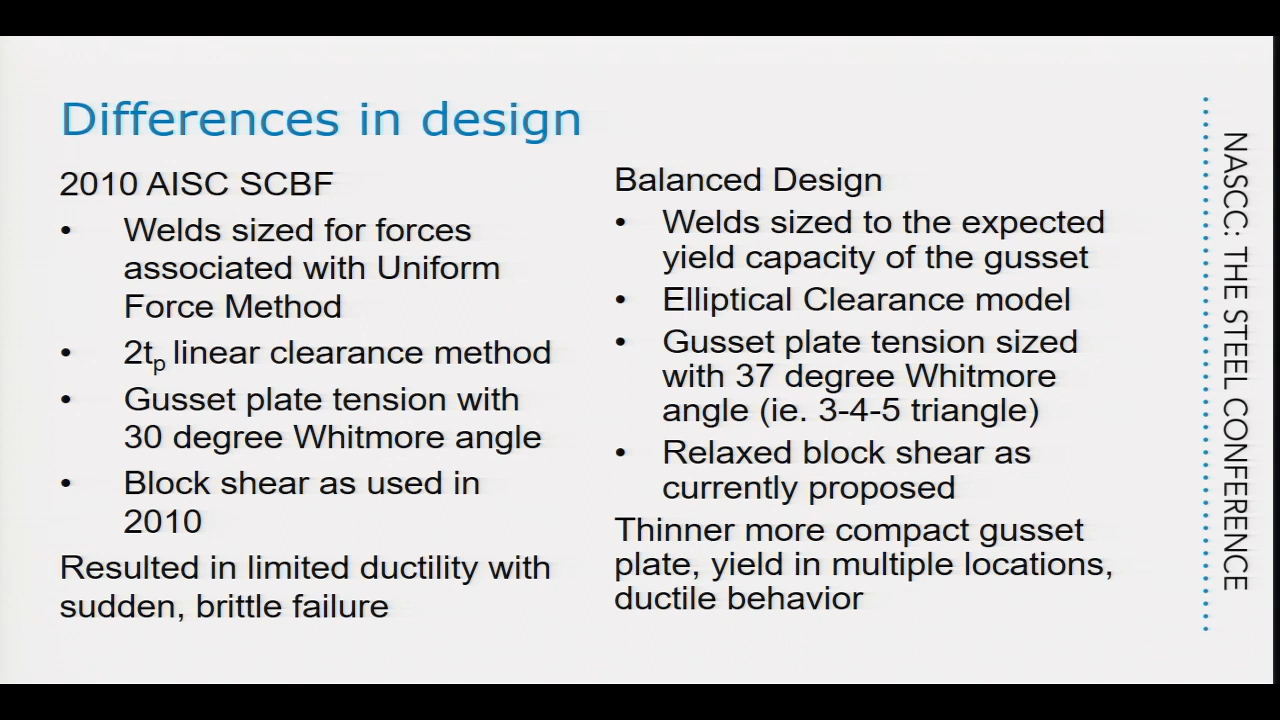 Differences in design
2010 AISC SCBF
• Welds sized for forces
associated with Uniform
Force Method
• 2tp linear clearance method
• Gusset plate tension with
30 degree Whitmore angle
• Block shear as used in
2010
Resulted in limited ductility with
sudden, brittle failure
Balanced Design
• Welds sized to the expected
yield capacity of the gusset
• Elliptical Clearance model
• Gusset plate tension sized
with 37 degree Whitmore
angle (ie. 3-4-5 triangle)
• Relaxed block shear as
currently proposed
Thinner more compact gusset
plate, yield in multiple locations,
ductile behavior
NASCC: THE STEEL CONFERENCE